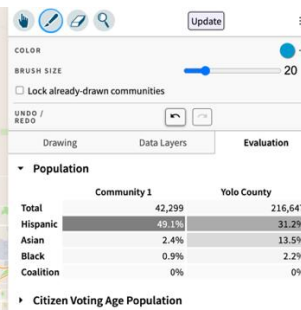 Update
COLOR
BRUSH SIZE 20
Lock already-drawn communities
UNDO /
REDO
Drawing Data Layers Evaluation
Population
Community 1 Yolo County
Total 42,299
Hispanic 49.1% 31.2%
Asian 2.4% 13.5%
Black 0.9% 2.2%
Coalition 0% 0%
Citizen Voting Age Population